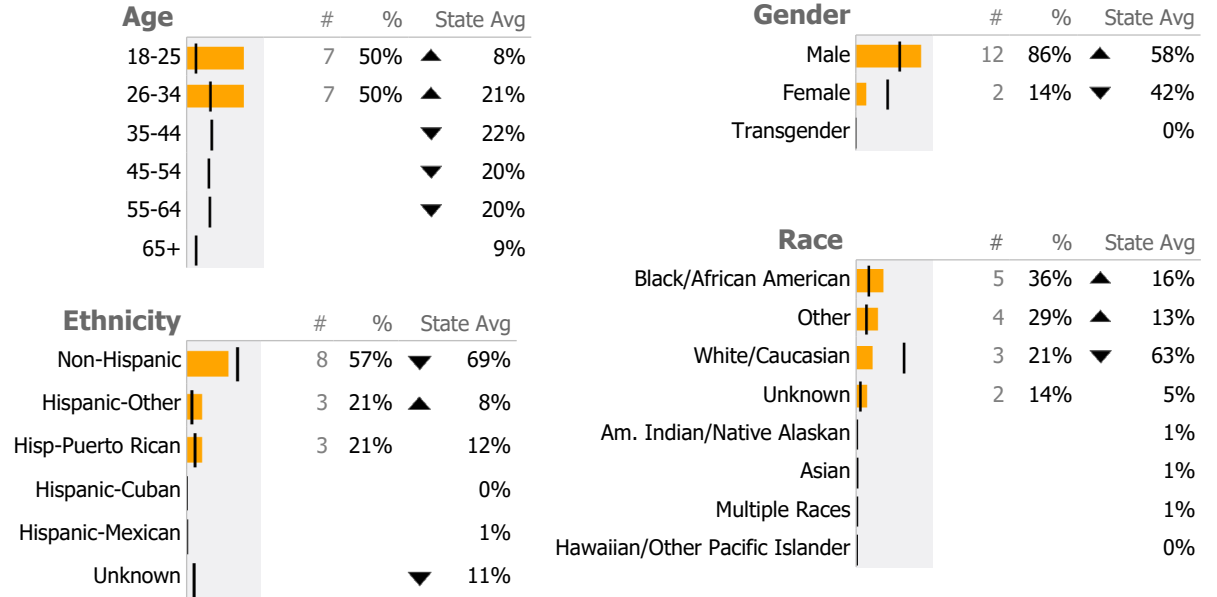 Age # % State Avg
18-25 7 50% ▲ 8%
26-34 7 50% ▲ 21%
35-44 ▼ 22%
45-54 ▼ 20%
55-64 ▼ 20%
65+ 9%
Ethnicity # % State Avg
Non-Hispanic 8 57% ▼ 69%
Hispanic-Other 3 21% ▲ 8%
Hisp-Puerto Rican 3 21% 12%
Hispanic-Cuban 0%
Hispanic-Mexican 1%
Unknown ▼ 11%
Gender # % State Avg
Male 12 86% ▲ 58%
Female 2 14% ▼ 42%
Transgender 0%
Race # % State Avg
Black/African American 5 36% ▲ 16%
Other 4 29% ▲ 13%
White/Caucasian 3 21% ▼ 63%
Unknown 2 14% 5%
Am. Indian/Native Alaskan 1%
Asian 1%
Multiple Races 1%
Hawaiian/Other Pacific Islander 0%